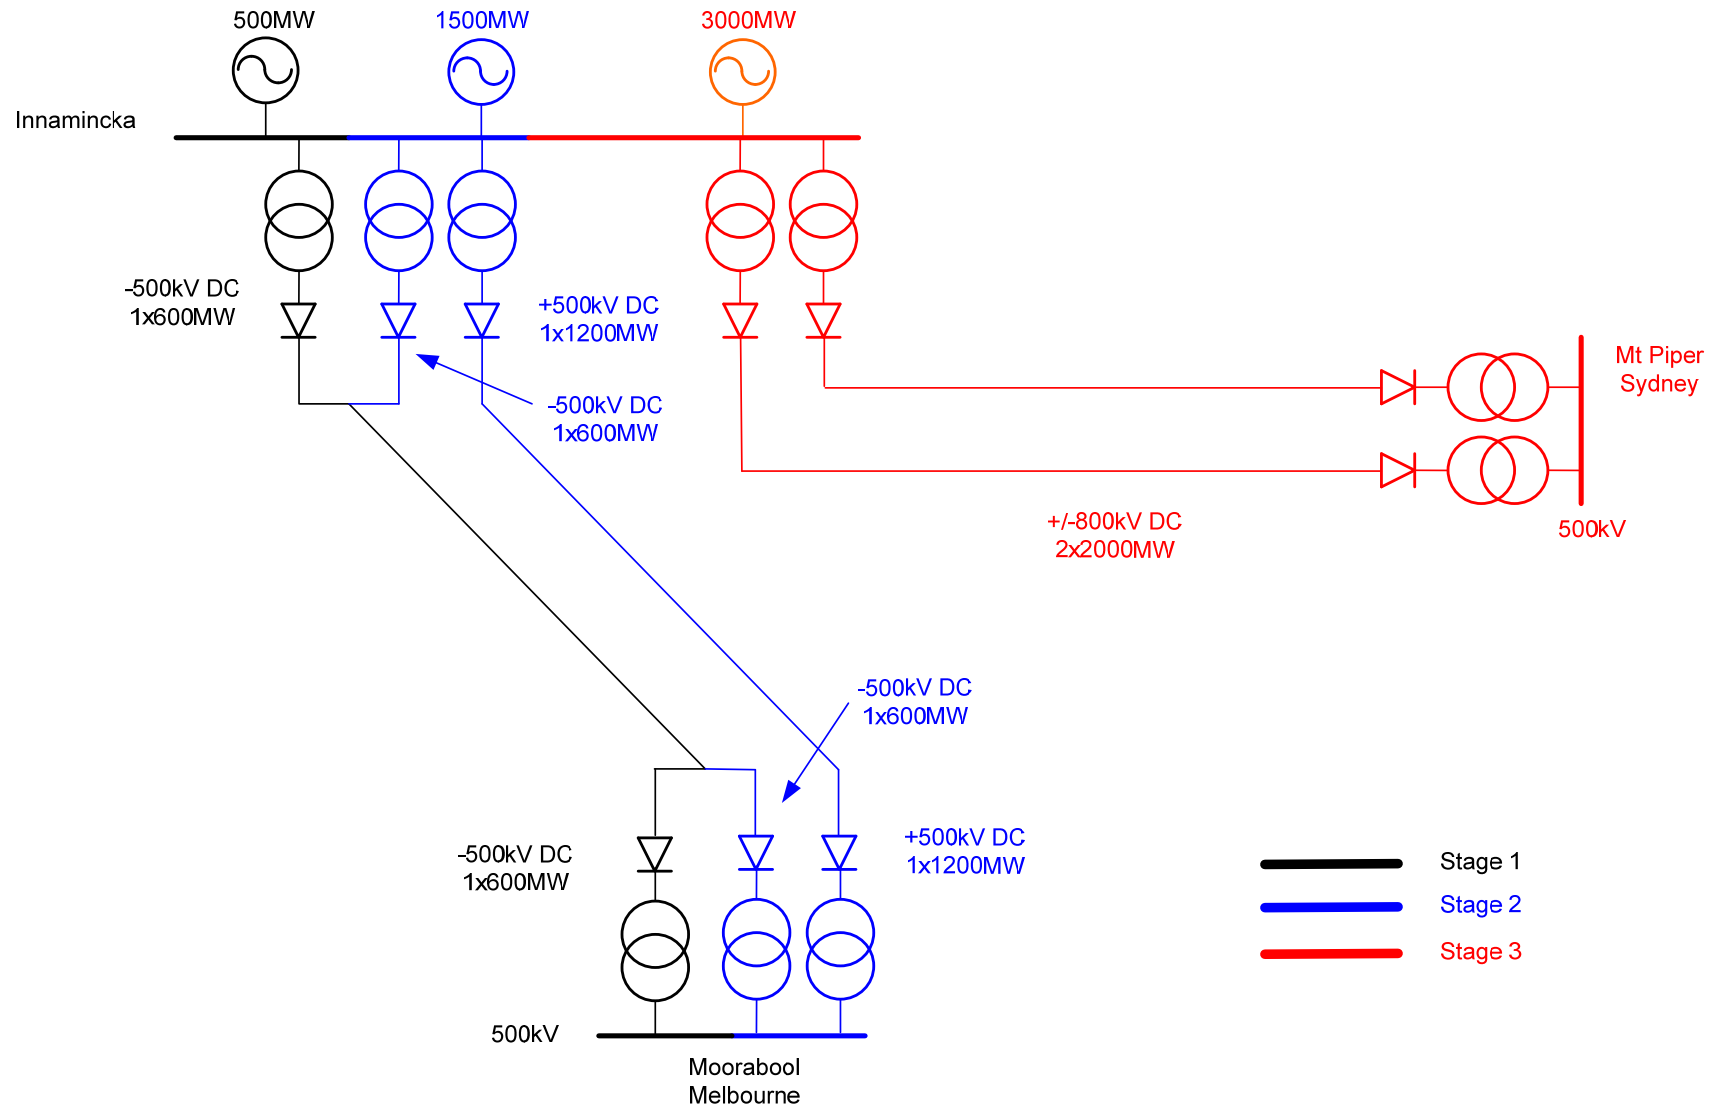 500MW
1500MW
3000MW
Innamincka
-500kV DC
1x600MW
+500kV DC
1x1200MW
-500kV DC
1x600MW
Mt Piper
Sydney
500kV
+/-800kV DC
2x2000MW
-500kV DC
1x600MW
-500kV DC
1x600MW
+500kV DC
1x1200MW
500kV
Moorabool
Melbourne
Stage 1
Stage 2
Stage 3